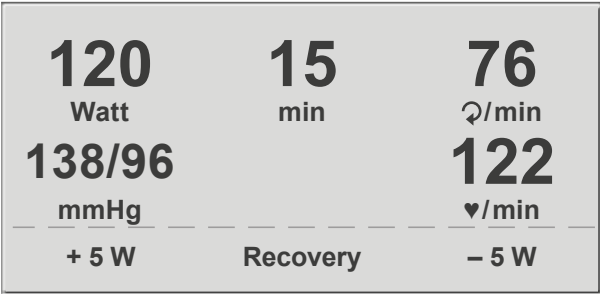 120 15 76
Watt min ⟳/min
138/96 122
mmHg ♥/min
+ 5 W Recovery – 5 W